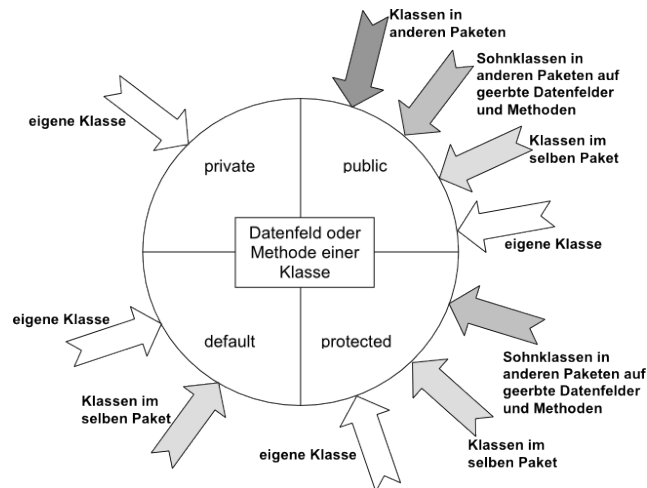 Klassen in
anderen Paketen
Sohnklassen in
anderen Paketen auf
geerbte Datenfelder
und Methoden
eigene Klasse
Klassen im
selben Paket
private
public
Datenfeld oder
Methode einer
Klasse
eigene Klasse
eigene Klasse
default
protected
Sohnklassen in
anderen Paketen auf
geerbte Datenfelder
und Methoden
Klassen im
selben Paket
eigene Klasse
Klassen im
selben Paket